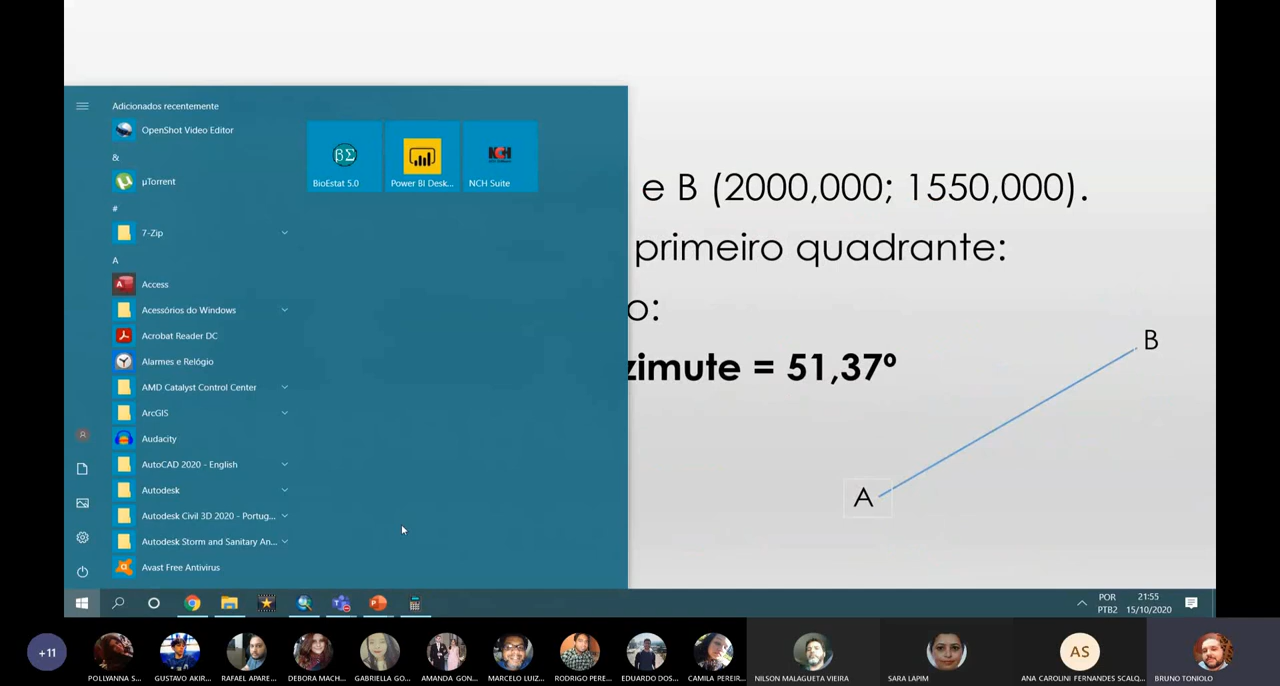 Adicionados recentemente
OpenShot Video Editor
&
µTorrent
#
7-Zip
A
Access
Acessórios do Windows
Acrobat Reader DC
Alarmes e Relógio
AMD Catalyst Control Center
ArcGIS
Audacity
AutoCAD 2020 - English
Autodesk
Autodesk Civil 3D 2020 - Portug...
Autodesk Storm and Sanitary An...
Avast Free Antivirus
βΣ
BioEstat 5.0
Power BI Desk...
NCH
NCH Suite
e B (2000,000; 1550,000).
primeiro quadrante:
o:
zimute = 51,37º
B
A
POR
PTB2
21:55
15/10/2020
+11
POLLYANNA S...
GUSTAVO AKIR...
RAFAEL APARE...
DEBORA MACH...
GABRIELLA GO...
AMANDA GON...
MARCELO LUIZ...
RODRIGO PERE...
EDUARDO DOS...
CAMILA PEREIR...
NILSON MALAGUETA VIEIRA
SARA LAPIM
AS
ANA CAROLINI FERNANDES SCALQ...
BRUNO TONIOLO